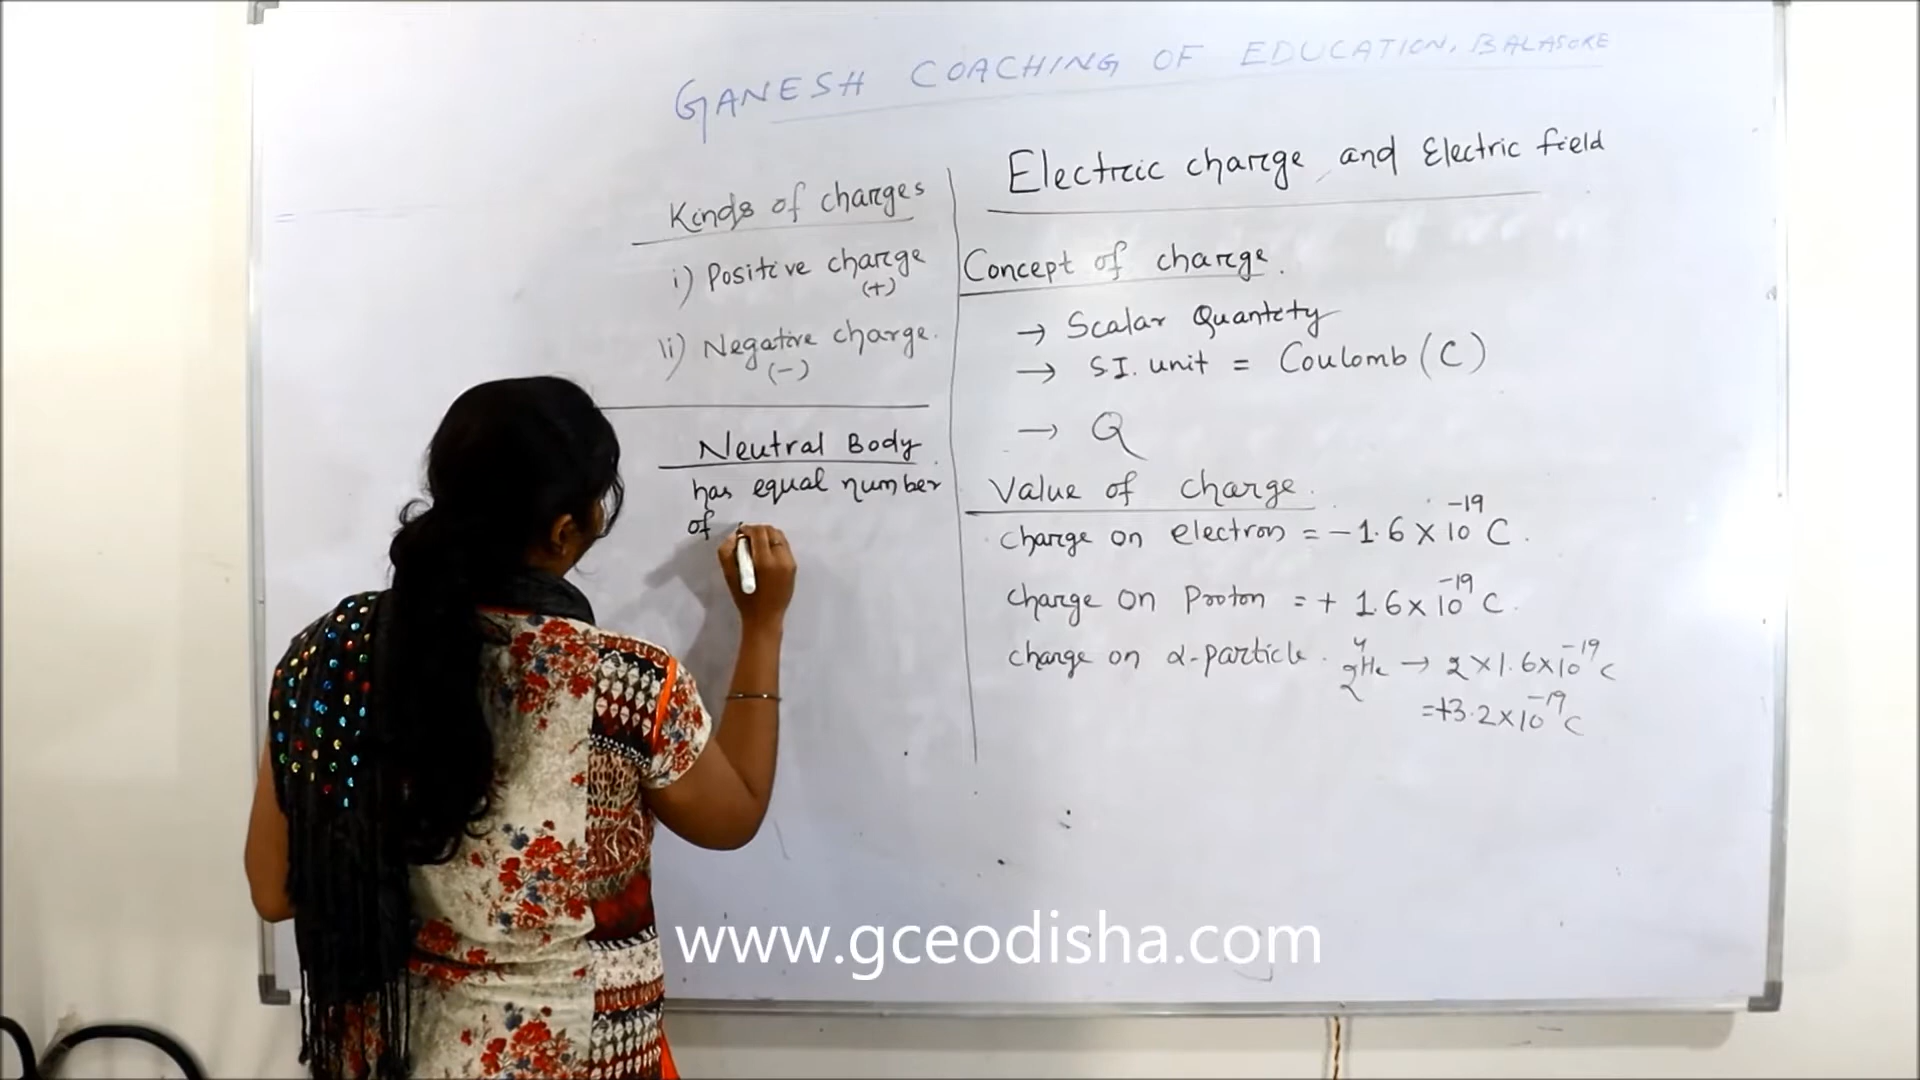 GANESH COACHING OF EDUCATION, BALASORE
Electric charge and Electric field
Kinds of charges
i) Positive charge
(+)
ii) Negative charge.
(-)
Neutral Body
has equal number
of
Concept of charge.
→ Scalar Quantity
→ S.I. unit = Coulomb (C)
→ Q
Value of charge.
charge on electron = - 1.6 × 10⁻¹⁹ C.
charge on Proton = + 1.6 × 10⁻¹⁹ C.
charge on α-particle. ⁴₂He → 2 × 1.6 × 10⁻¹⁹ C
= +3.2 × 10⁻¹⁹ C
www.gceodisha.com